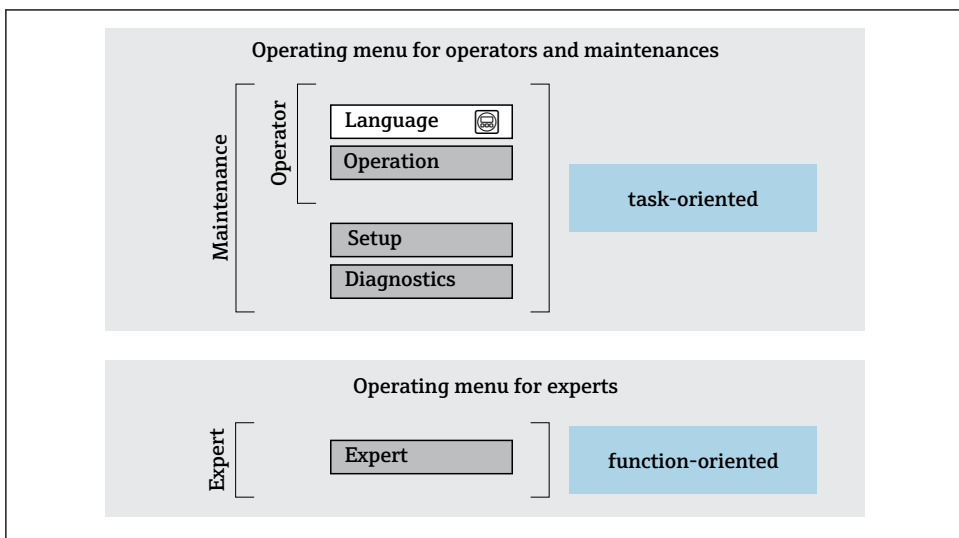 Operating menu for operators and maintenances
Maintenance
Operator
Language
Operation
Setup
Diagnostics
task-oriented
Operating menu for experts
Expert
Expert
function-oriented